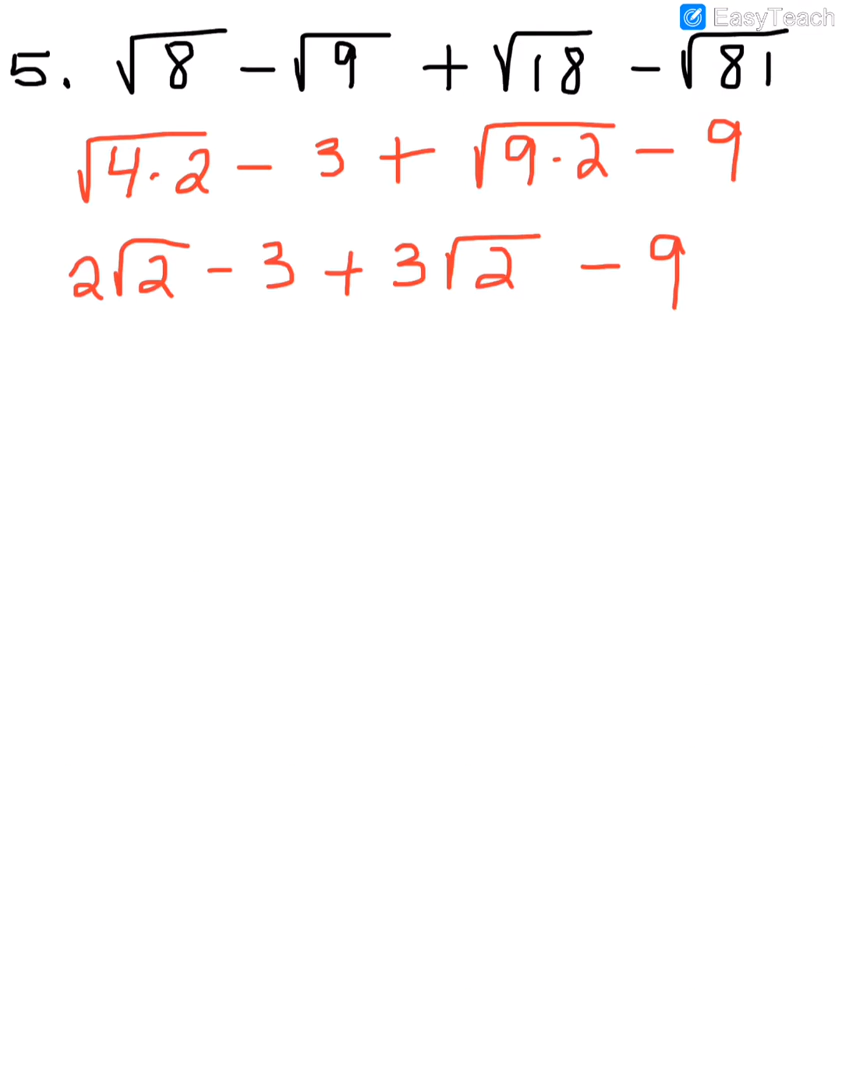 EasyTeach
5. √8 - √9 + √18 - √81
√4·2 - 3 + √9·2 - 9
2√2 - 3 + 3√2 - 9